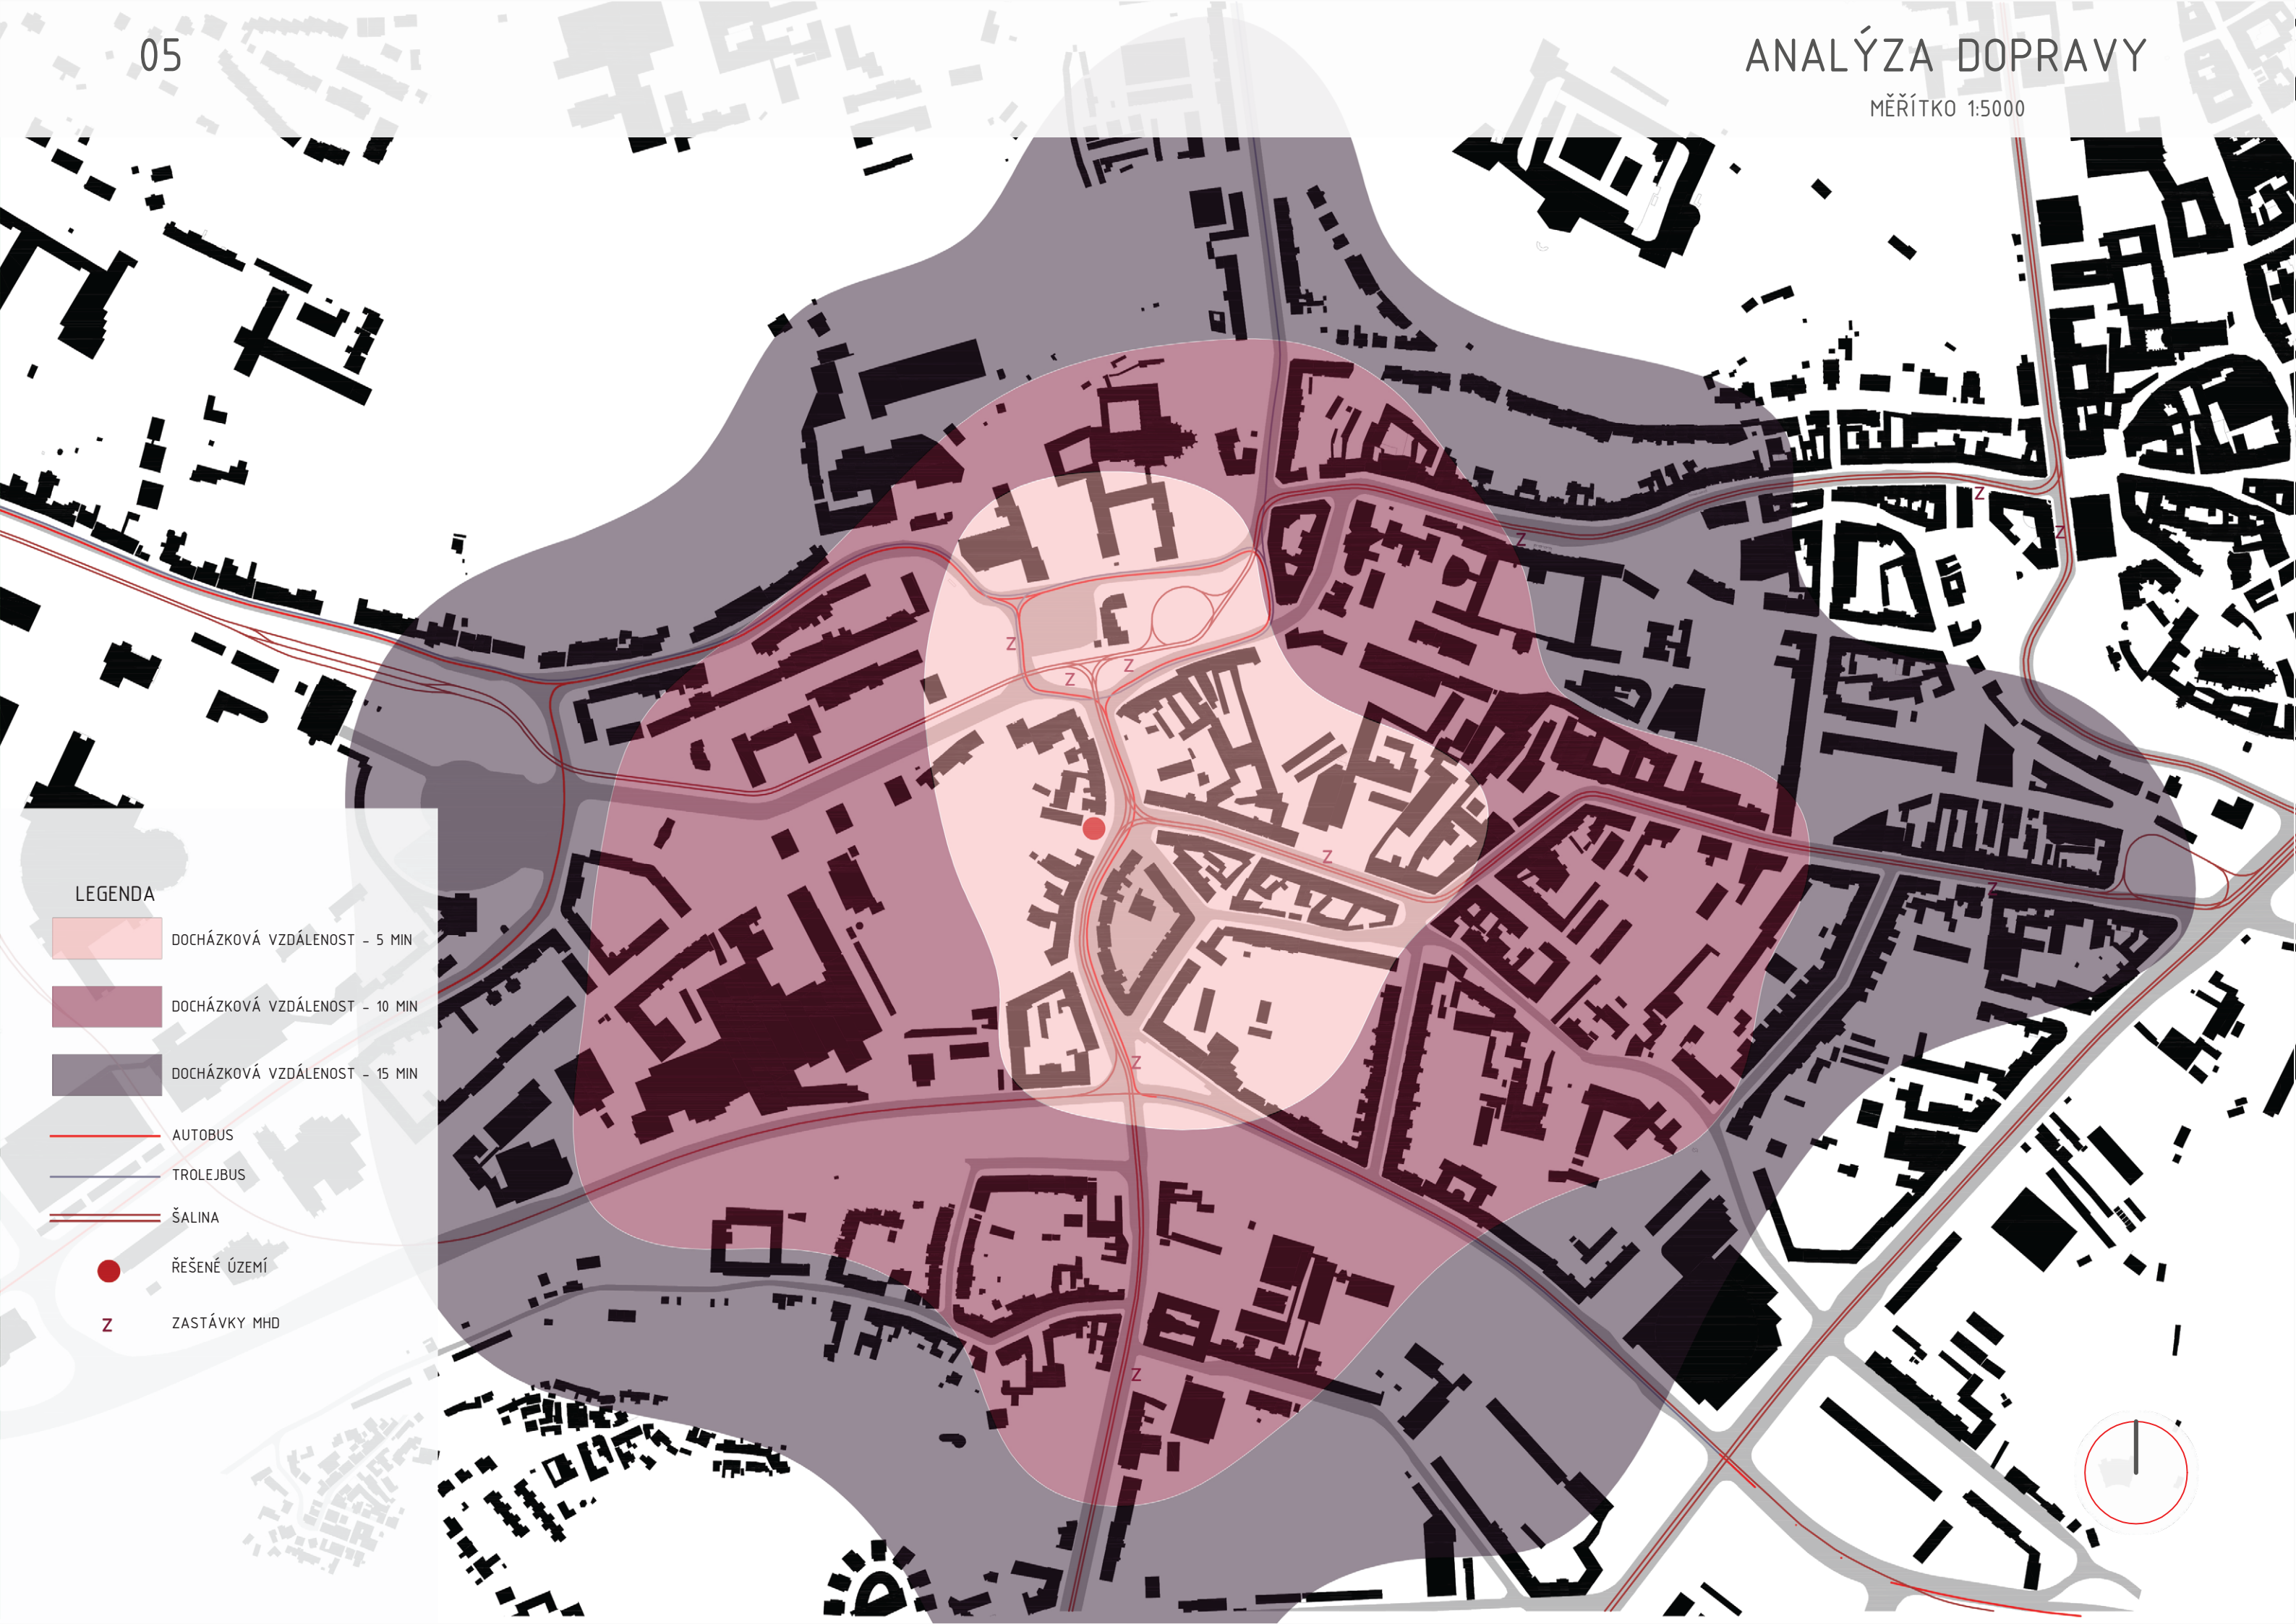 05
ANALÝZA DOPRAVY
MĚŘÍTKO 1:5000
Z
Z
Z
Z
Z
Z
Z
Z
Z
Z
Z
LEGENDA
DOCHÁZKOVÁ VZDÁLENOST - 5 MIN
DOCHÁZKOVÁ VZDÁLENOST - 10 MIN
DOCHÁZKOVÁ VZDÁLENOST - 15 MIN
AUTOBUS
TROLEJBUS
ŠALINA
ŘEŠENÉ ÚZEMÍ
Z ZASTÁVKY MHD